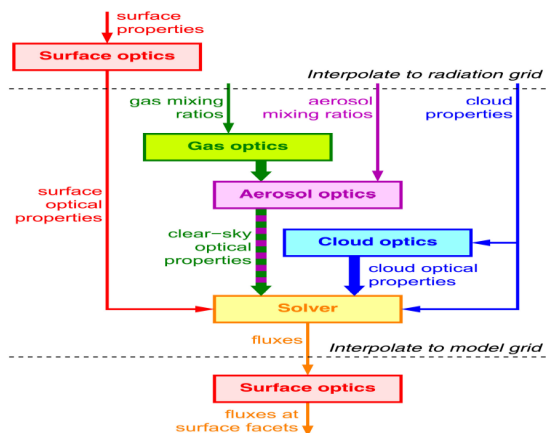 surface
properties
Surface optics
Interpolate to radiation grid
gas mixing
ratios
aerosol
mixing ratios
cloud
properties
Gas optics
surface
optical
properties
Aerosol optics
clear-sky
optical
properties
Cloud optics
cloud optical
properties
Solver
fluxes
Interpolate to model grid
Surface optics
fluxes at
surface facets